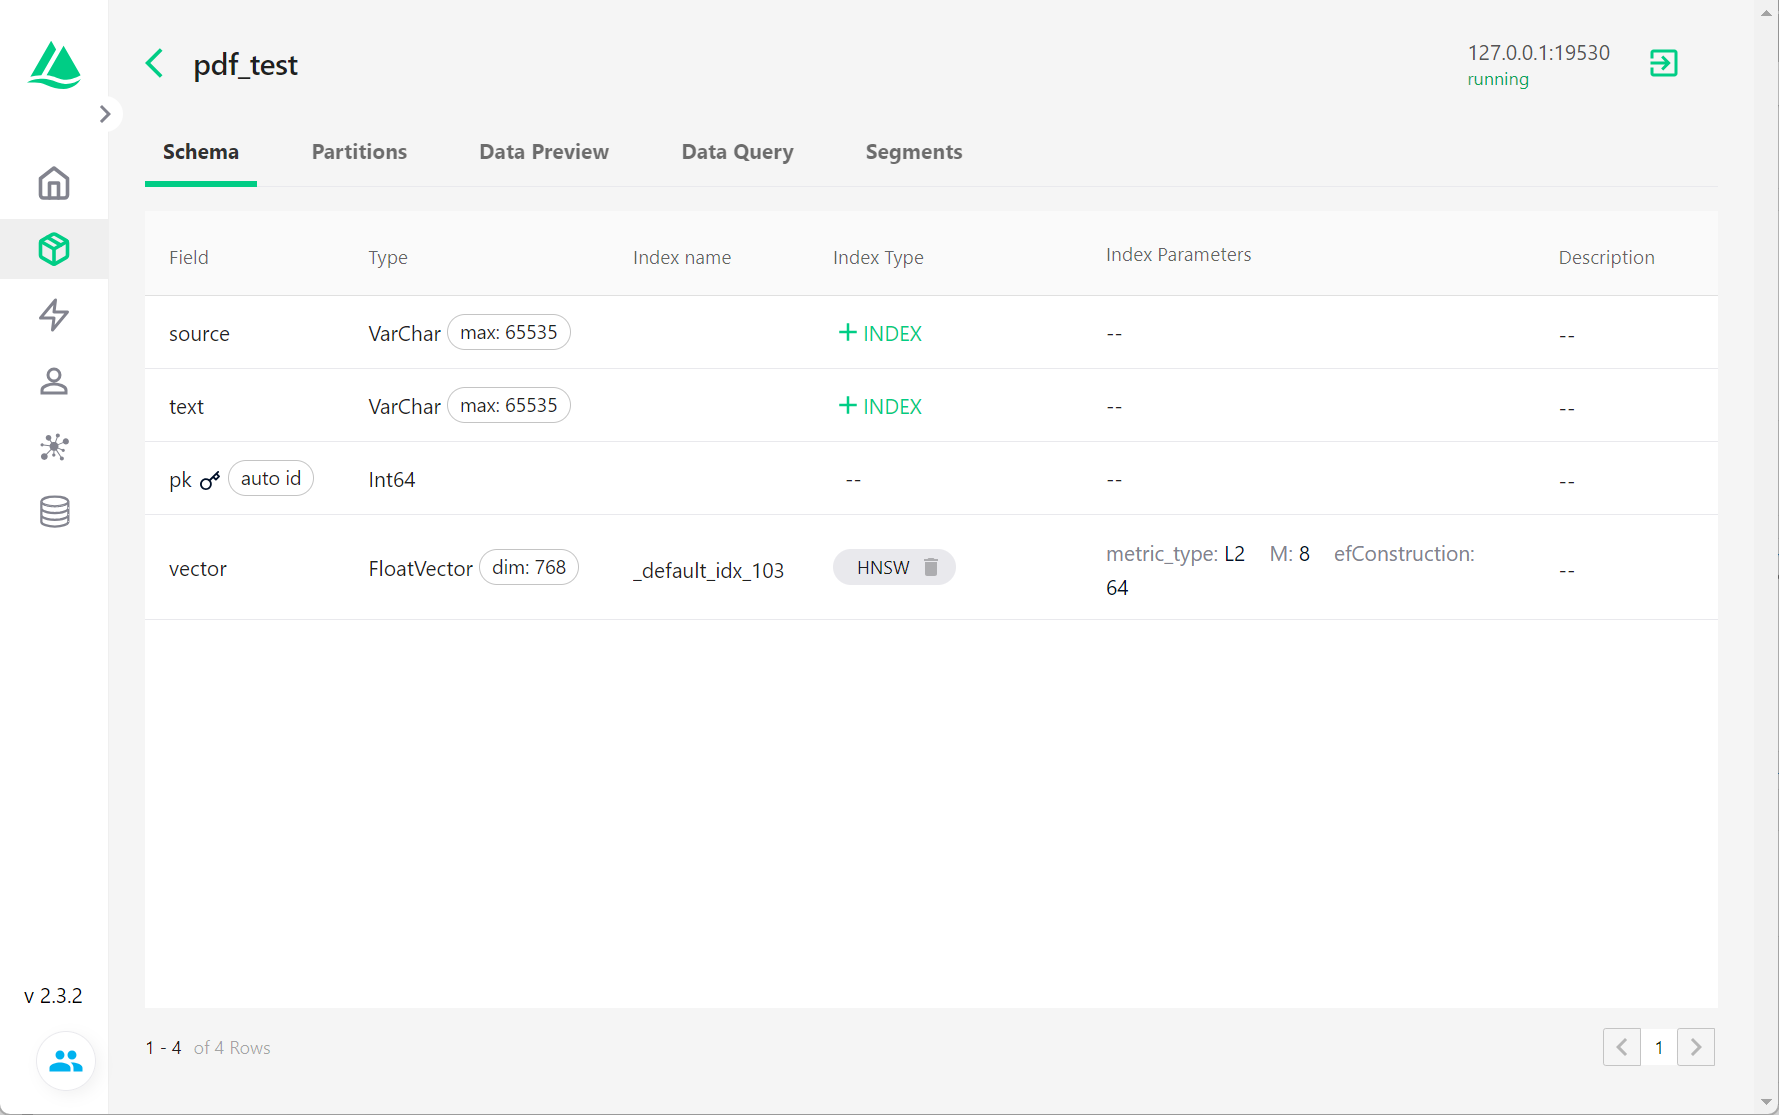 pdf_test
127.0.0.1:19530
running
Schema Partitions Data Preview Data Query Segments
Field Type Index name Index Type Index Parameters Description
source VarChar max: 65535 INDEX -- --
text VarChar max: 65535 INDEX -- --
pk auto id Int64 -- -- --
vector FloatVector dim: 768 _default_idx_103 HNSW metric_type: L2 M: 8 efConstruction:
64 --
v 2.3.2
1 - 4 of 4 Rows 1